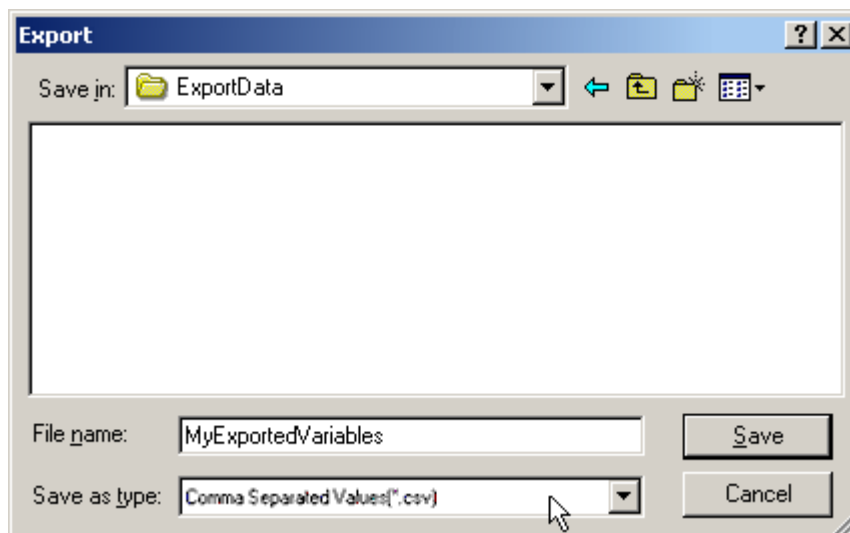 Export
Save in: ExportData
File name: MyExportedVariables Save
Save as type: Comma Separated Values(*.csv) Cancel